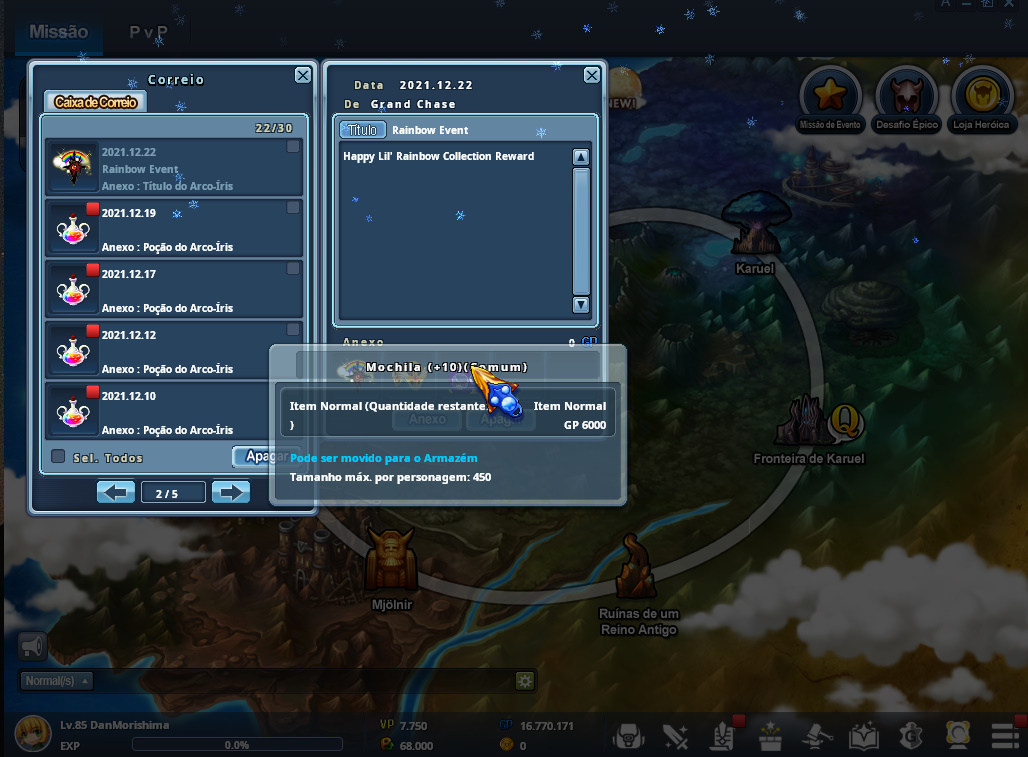 Missão
P v P
Correio
Caixa de Correio
22/30
2021.12.22
Rainbow Event
Anexo : Título do Arco-Íris
2021.12.19
Anexo : Poção do Arco-Íris
2021.12.17
Anexo : Poção do Arco-Íris
2021.12.12
Anexo : Poção do Arco-Íris
2021.12.10
Anexo : Poção do Arco-Íris
Sel. Todos
Apagar
2 / 5
Data 2021.12.22
De Grand Chase
Título Rainbow Event
Happy Lil' Rainbow Collection Reward
Anexo 0 GP
Anexo
Mochila (+10)
Item Normal (Quantidade restante
)
Item Normal
GP 6000
Pode ser movido para o Armazém
Tamanho máx. por personagem: 450
NEW!
Missão de Evento
Desafio Épico
Loja Heróica
Karuel
Q
Fronteira de Karuel
Mjölnir
Ruínas de um
Reino Antigo
Normal(/s)
Lv.85 DanMorishima
EXP
0.0%
VP 7.750
68.000
GP 16.770.171
0